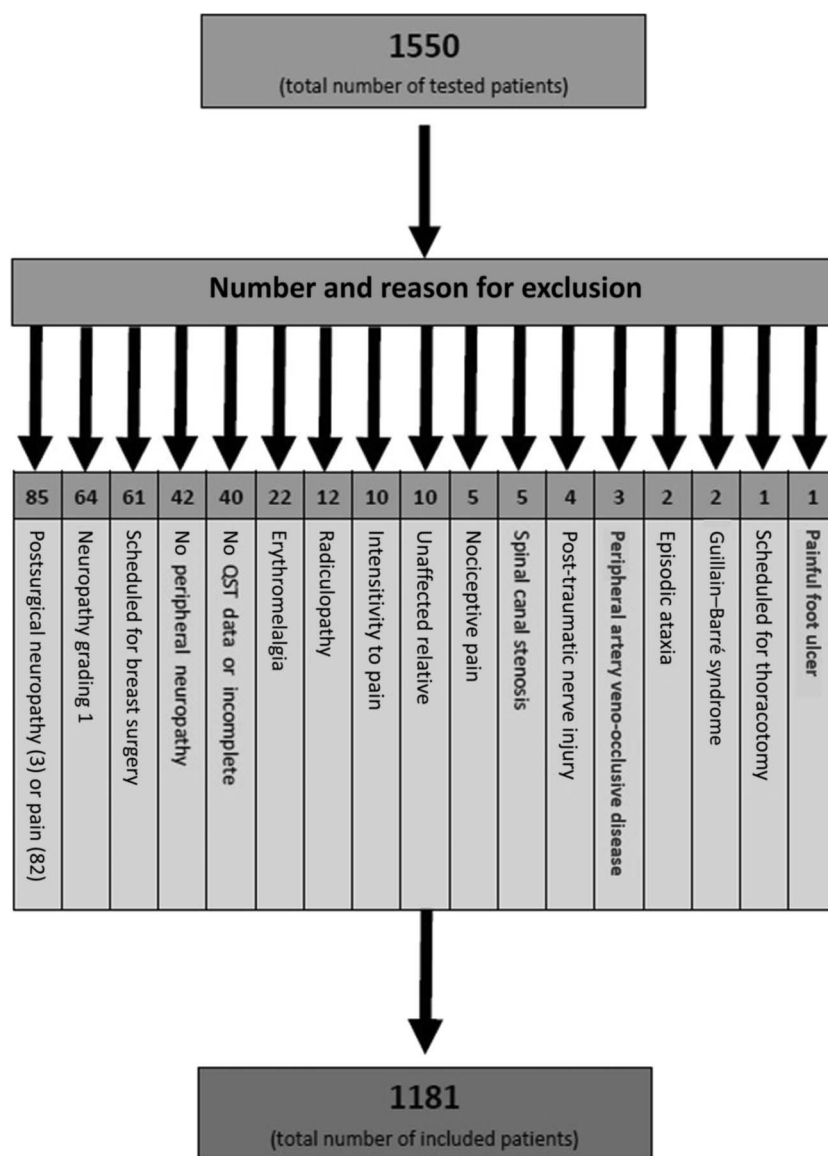 1550
(total number of tested patients)
Number and reason for exclusion
85
64
61
42
40
22
12
10
10
5
5
4
3
2
2
1
1
Postsurgical neuropathy (3) or pain (82)
Neuropathy grading 1
Scheduled for breast surgery
No peripheral neuropathy
No QST data or incomplete
Erythromelalgia
Radiculopathy
Intensitivity to pain
Unaffected relative
Nociceptive pain
Spinal canal stenosis
Post-traumatic nerve injury
Peripheral artery veno-occlusive disease
Episodic ataxia
Guillain–Barré syndrome
Scheduled for thoracotomy
Painful foot ulcer
1181
(total number of included patients)